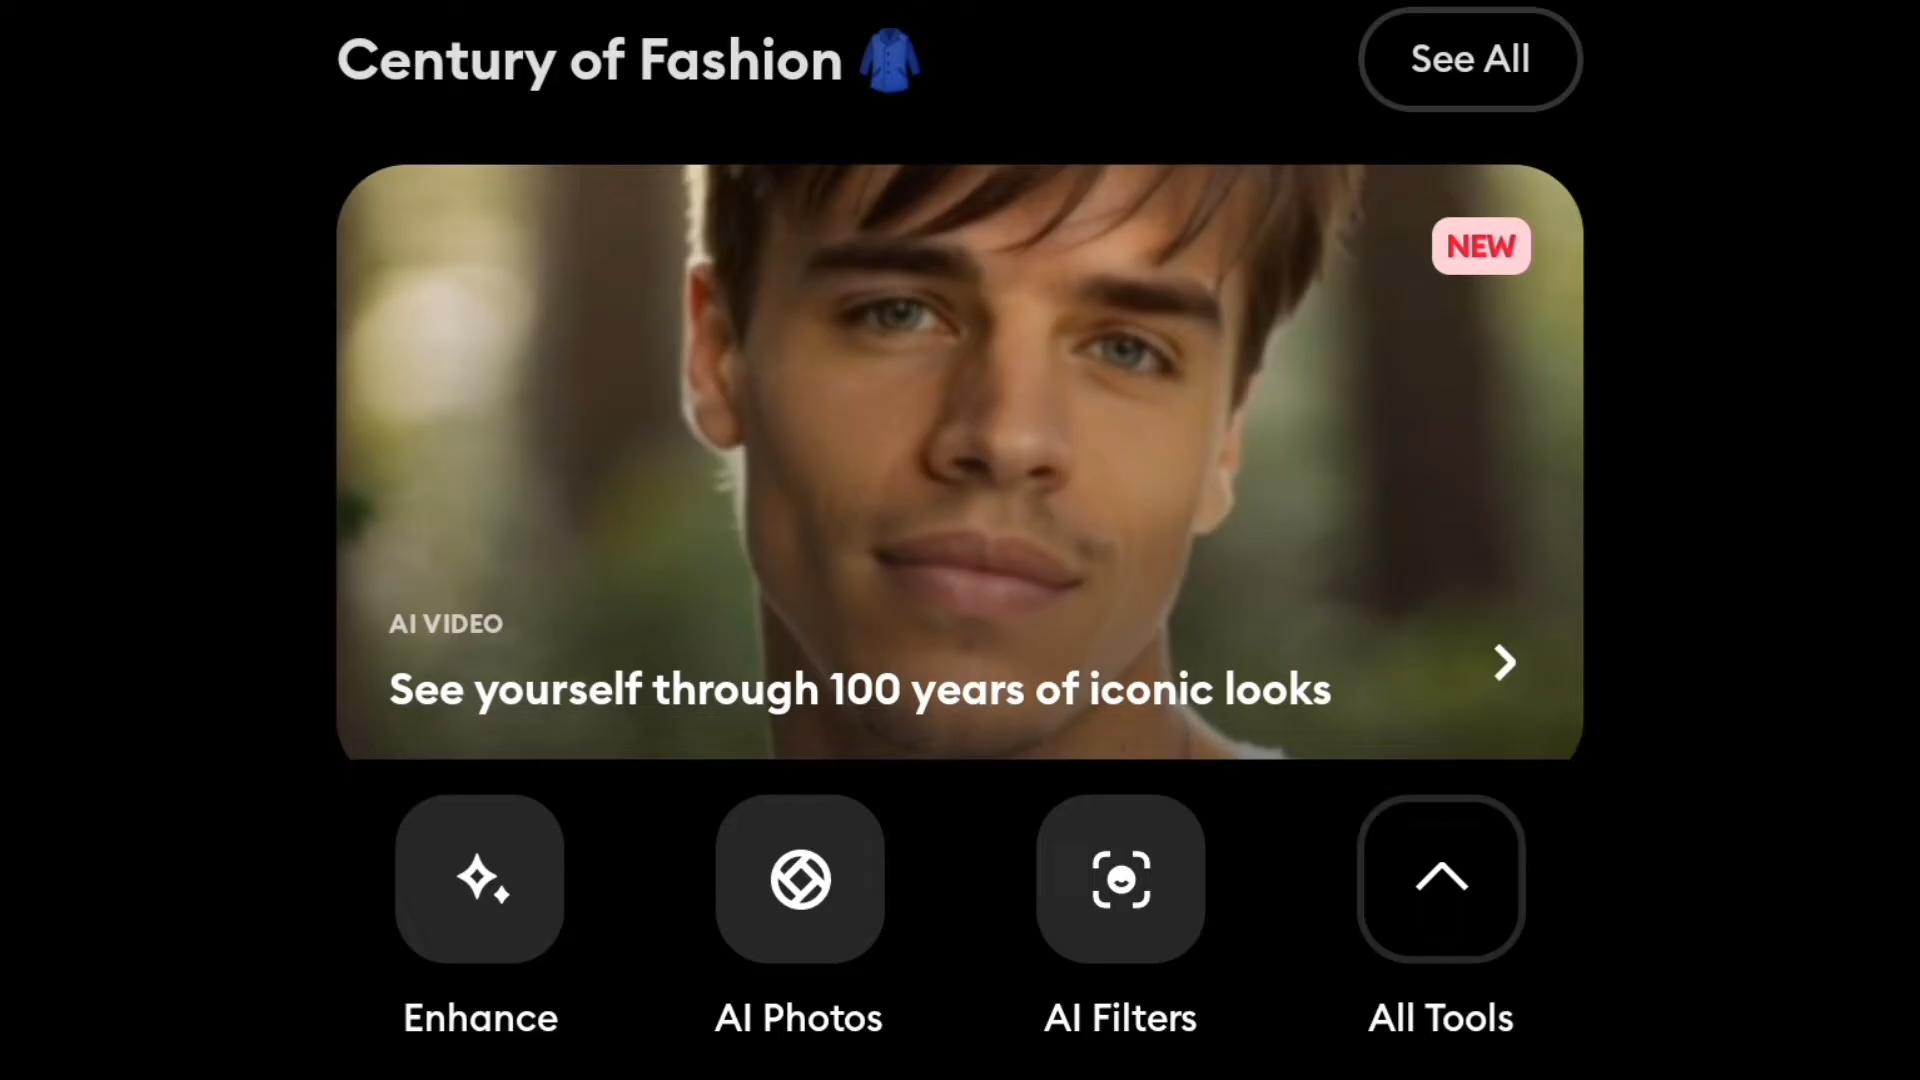 Century of Fashion
See All
NEW
AI VIDEO
See yourself through 100 years of iconic looks
Enhance
AI Photos
AI Filters
All Tools